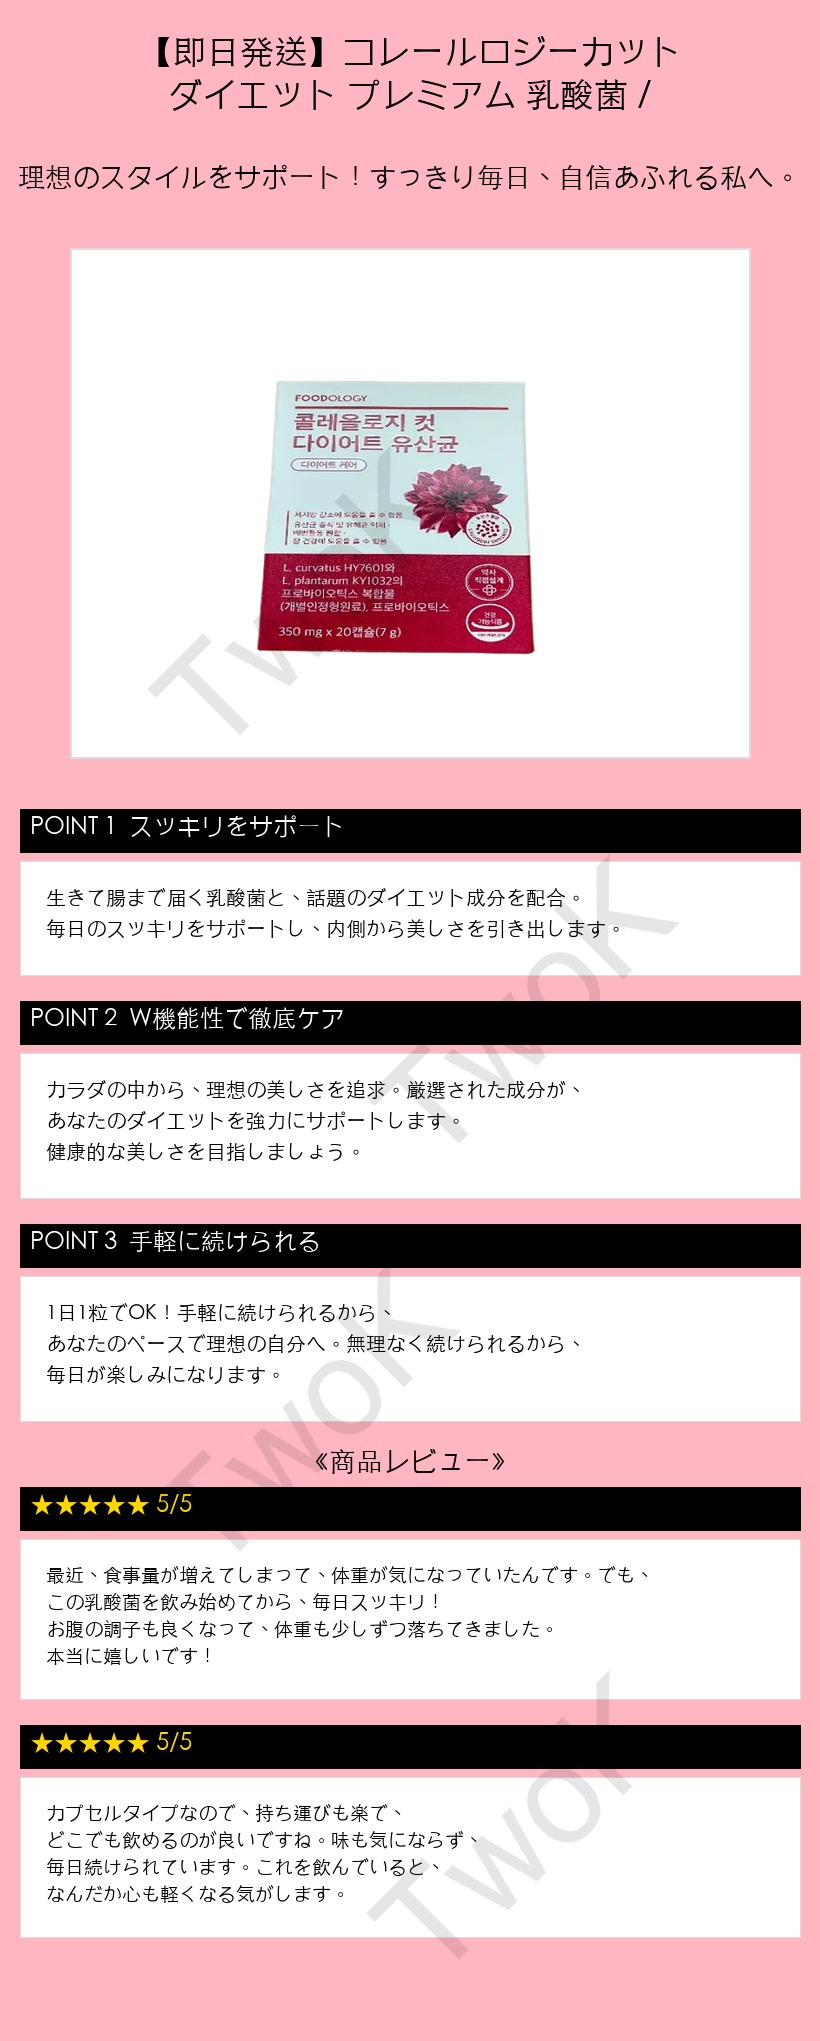 【即日発送】コレールロジーカット
ダイエット プレミアム 乳酸菌 /
理想のスタイルをサポート！すっきり毎日、自信あふれる私へ。
FOODOLOGY
콜레올로지 컷
다이어트 유산균
다이어트 케어
체지방 감소에 도움을 줄 수 있음
유산균 증식 및 유해균 억제·
배변활동 원활·
장 건강에 도움을 줄 수 있음
약사
직접설계
L. curvatus HY7601와
L. plantarum KY1032의
프로바이오틱스 복합물
(개별인정형원료), 프로바이오틱스
건강
기능식품
350 mg x 20캡슐(7 g)
TwoK
POINT 1 スツキリをサポート
生きて腸まで届く乳酸菌と、話題のダイエット成分を配合。
毎日のスツキリをサポートし、内側から美しさを引き出します。
TwoK
POINT 2 W機能性で徹底ケア
カラダの中から、理想の美しさを追求。厳選された成分が、
あなたのダイエットを強力にサポートします。
健康的な美しさを目指しましょう。
POINT 3 手軽に続けられる
1日1粒でOK！手軽に続けられるから、
あなたのペースで理想の自分へ。無理なく続けられるから、
毎日が楽しみになります。
TwoK
《商品レビュー》
★★★★★ 5/5
最近、食事量が増えてしまって、体重が気になっていたんです。でも、
この乳酸菌を飲み始めてから、毎日スッキリ！
お腹の調子も良くなって、体重も少しずつ落ちてきました。
本当に嬉しいです！
★★★★★ 5/5
カプセルタイプなので、持ち運びも楽で、
どこでも飲めるのが良いですね。味も気にならず、
毎日続けられています。これを飲んでいると、
なんだか心も軽くなる気がします。
TwoK